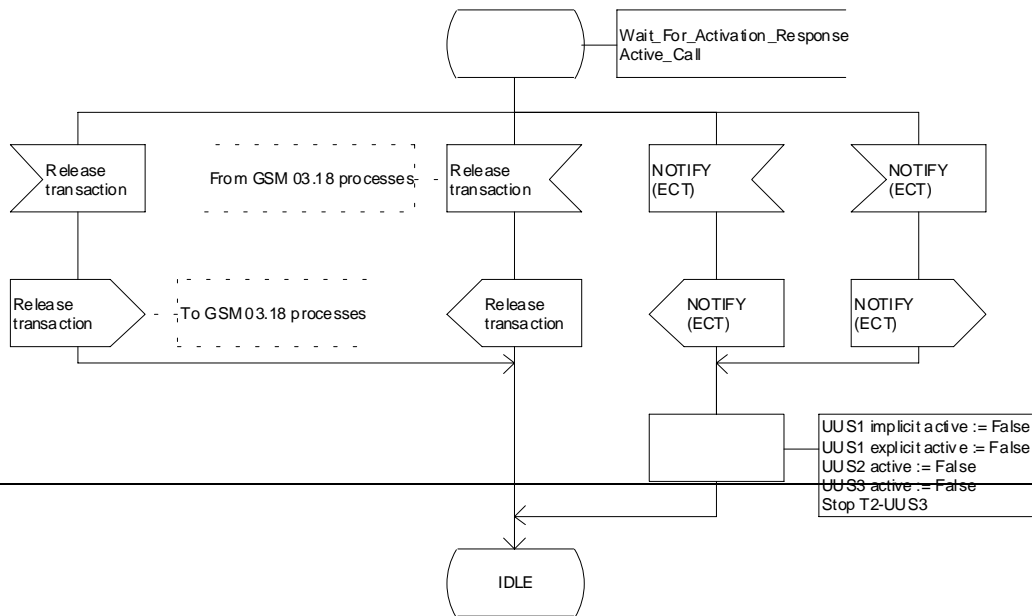 Wait_For_Activation_Response
Active_Call
Release
transaction
From GSM 03.18 processes
Release
transaction
NOTIFY
(ECT)
NOTIFY
(ECT)
Release
transaction
To GSM 03.18 processes
Release
transaction
NOTIFY
(ECT)
NOTIFY
(ECT)
UUS1 implicit active := False
UUS1 explicit active := False
UUS2 active := False
UUS3 active := False
Stop T2-UUS3
IDLE